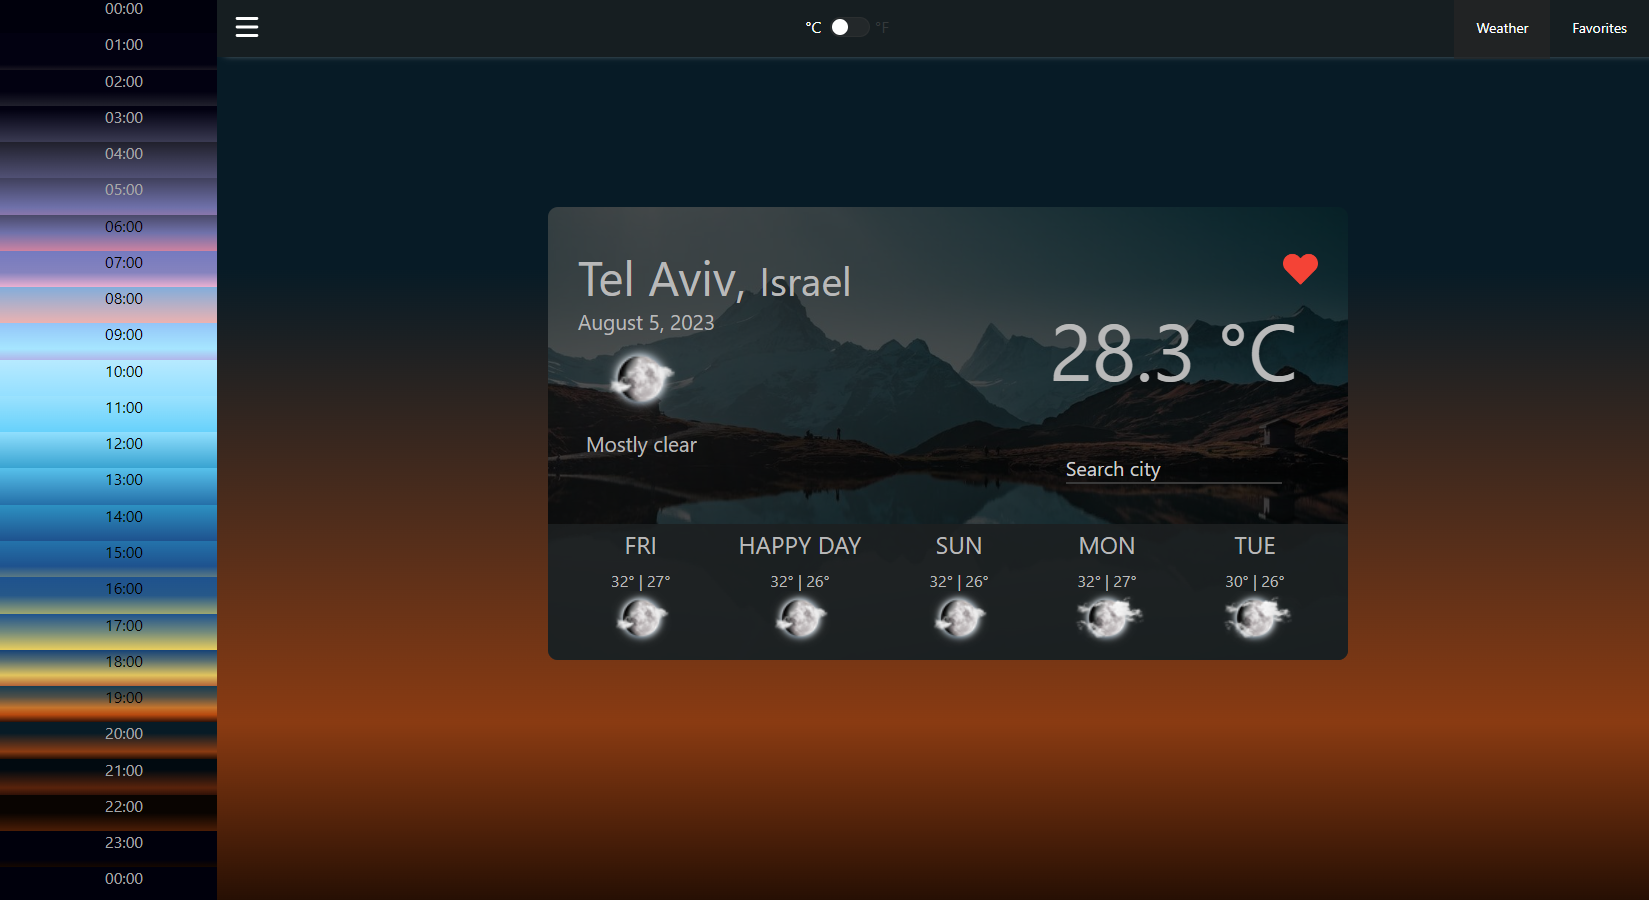 00:00
01:00
02:00
03:00
04:00
05:00
06:00
07:00
08:00
09:00
10:00
11:00
12:00
13:00
14:00
15:00
16:00
17:00
18:00
19:00
20:00
21:00
22:00
23:00
00:00
°C °F
Weather Favorites
Tel Aviv, Israel
August 5, 2023
28.3 °C
Mostly clear
Search city
FRI HAPPY DAY SUN MON TUE
32° | 27° 32° | 26° 32° | 26° 32° | 27° 30° | 26°